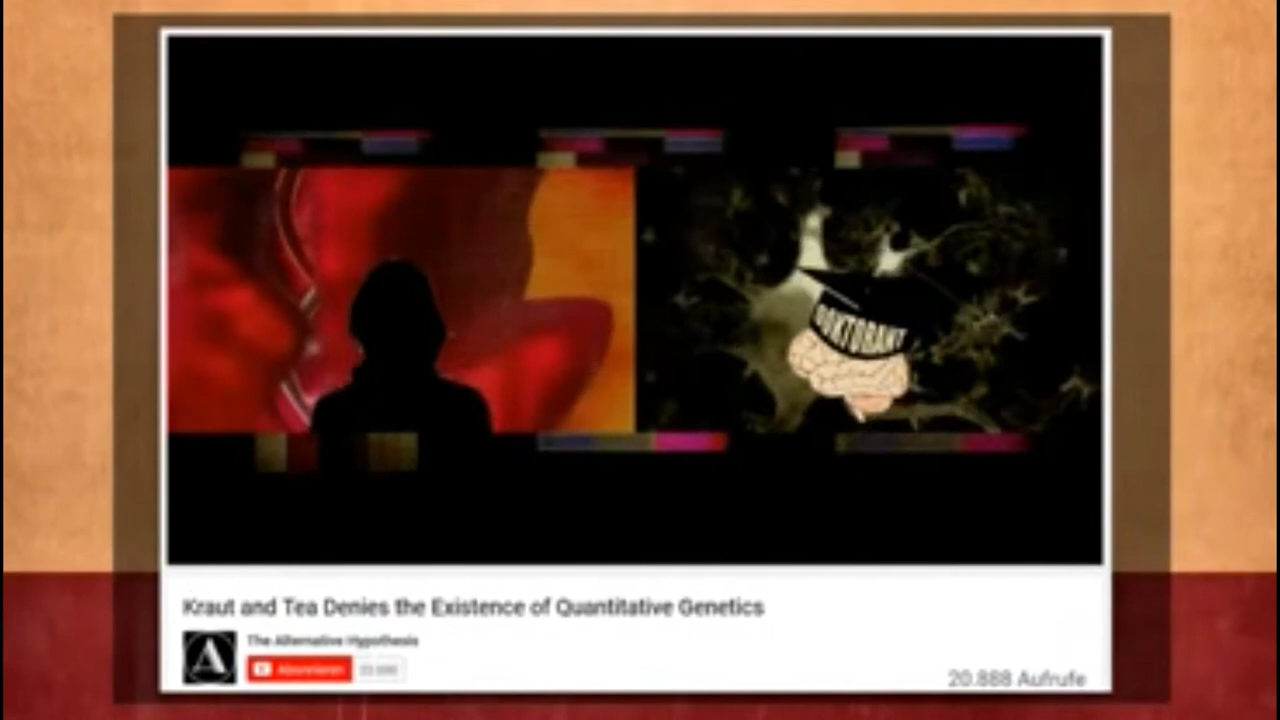 DOKTORANT
Kraut and Tea Denies the Existence of Quantitative Genetics
The Alternative Hypothesis
Abonnieren
20.888 Aufrufe